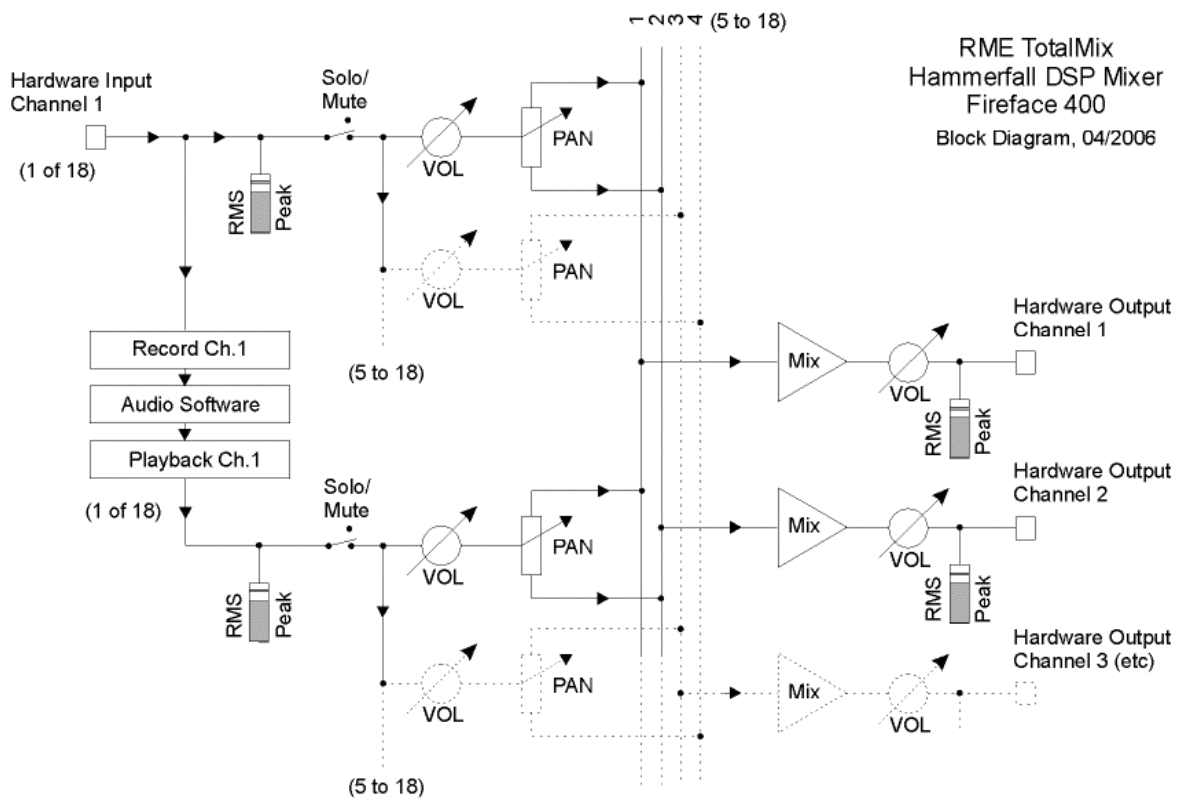 1
2
3
4
(5 to 18)
RME TotalMix
Hammerfall DSP Mixer
Fireface 400
Block Diagram, 04/2006
Hardware Input
Channel 1
(1 of 18)
Solo/
Mute
RMS
Peak
VOL
PAN
VOL
PAN
(5 to 18)
Record Ch.1
Audio Software
Playback Ch.1
(1 of 18)
Solo/
Mute
RMS
Peak
VOL
PAN
VOL
PAN
(5 to 18)
Mix
VOL
RMS
Peak
Hardware Output
Channel 1
Mix
VOL
RMS
Peak
Hardware Output
Channel 2
Mix
VOL
Hardware Output
Channel 3 (etc)